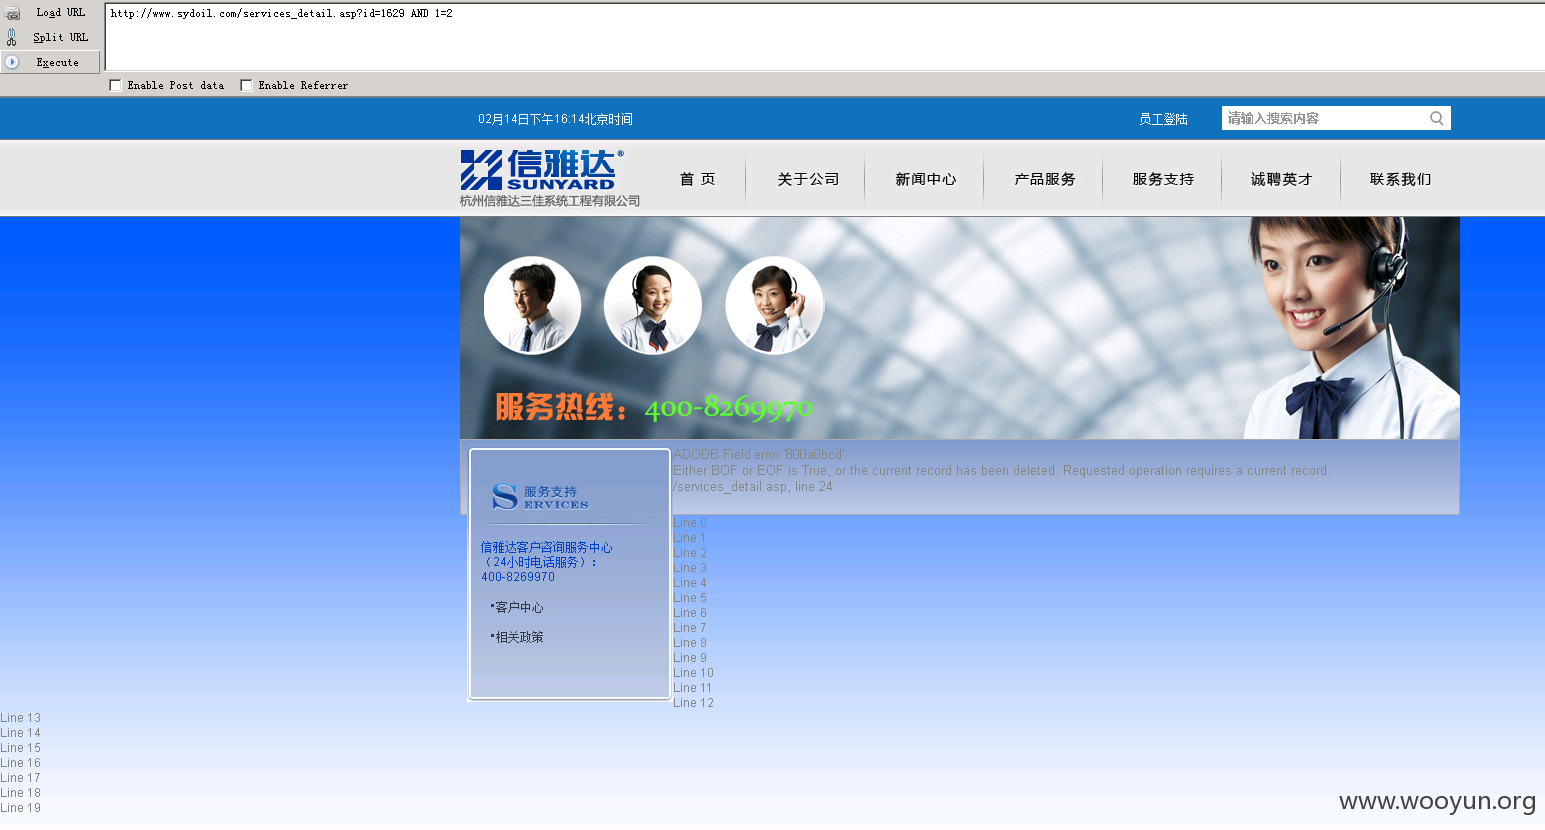 Load URL
http://www.sydoil.com/services_detail.asp?id=1629 AND 1=2
Split URL
Execute
Enable Post data
Enable Referrer
02月14日下午16:14北京时间
员工登陆
请输入搜索内容
信雅达®
SUNYARD
杭州信雅达三佳系统工程有限公司
首 页
关于公司
新闻中心
产品服务
服务支持
诚聘英才
联系我们
服务热线：400-8269970
服务支持
SERVICES
信雅达客户咨询服务中心
（24小时电话服务）：
400-8269970
·客户中心
·相关政策
ADODB.Field error '800a0bcd'
Either BOF or EOF is True, or the current record has been deleted. Requested operation requires a current record.
/services_detail.asp, line 24
Line 0
Line 1
Line 2
Line 3
Line 4
Line 5
Line 6
Line 7
Line 8
Line 9
Line 10
Line 11
Line 12
Line 13
Line 14
Line 15
Line 16
Line 17
Line 18
Line 19
www.wooyun.org